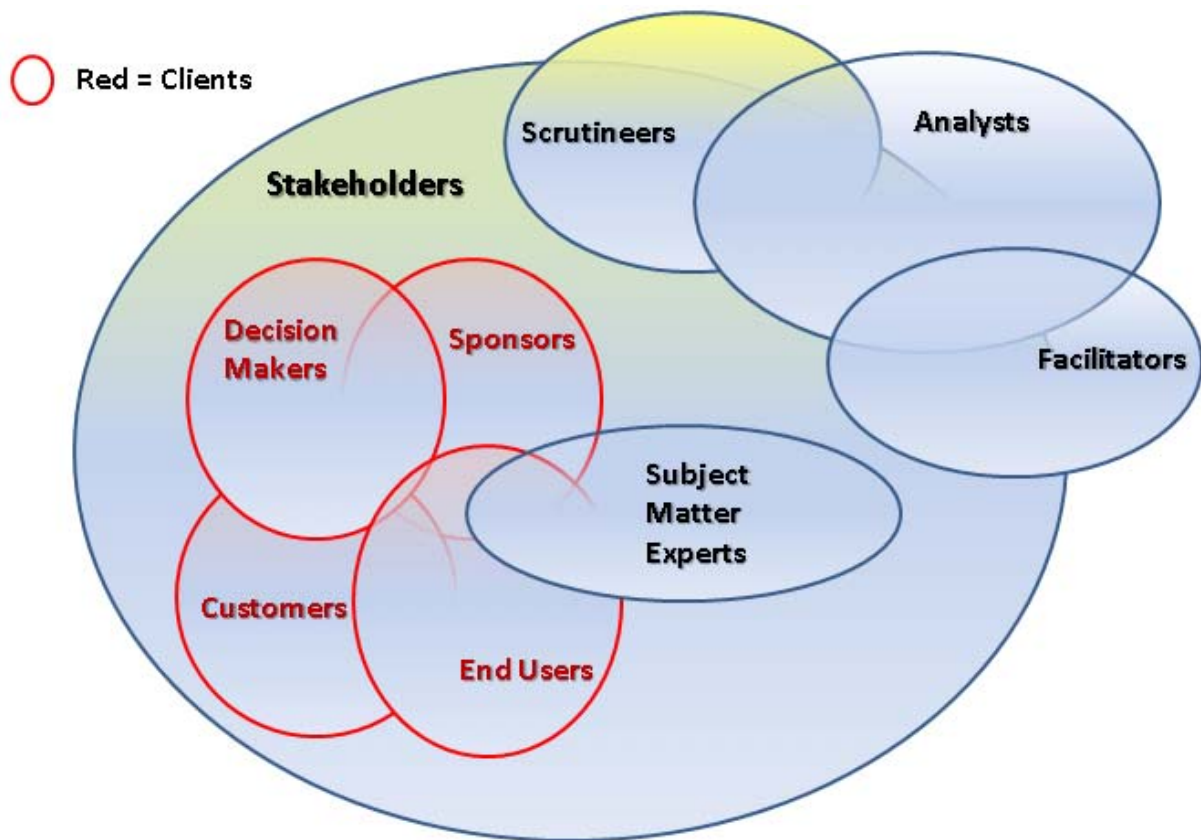 Red = Clients
Scrutineers
Analysts
Stakeholders
Decision
Makers
Sponsors
Facilitators
Subject
Matter
Experts
Customers
End Users